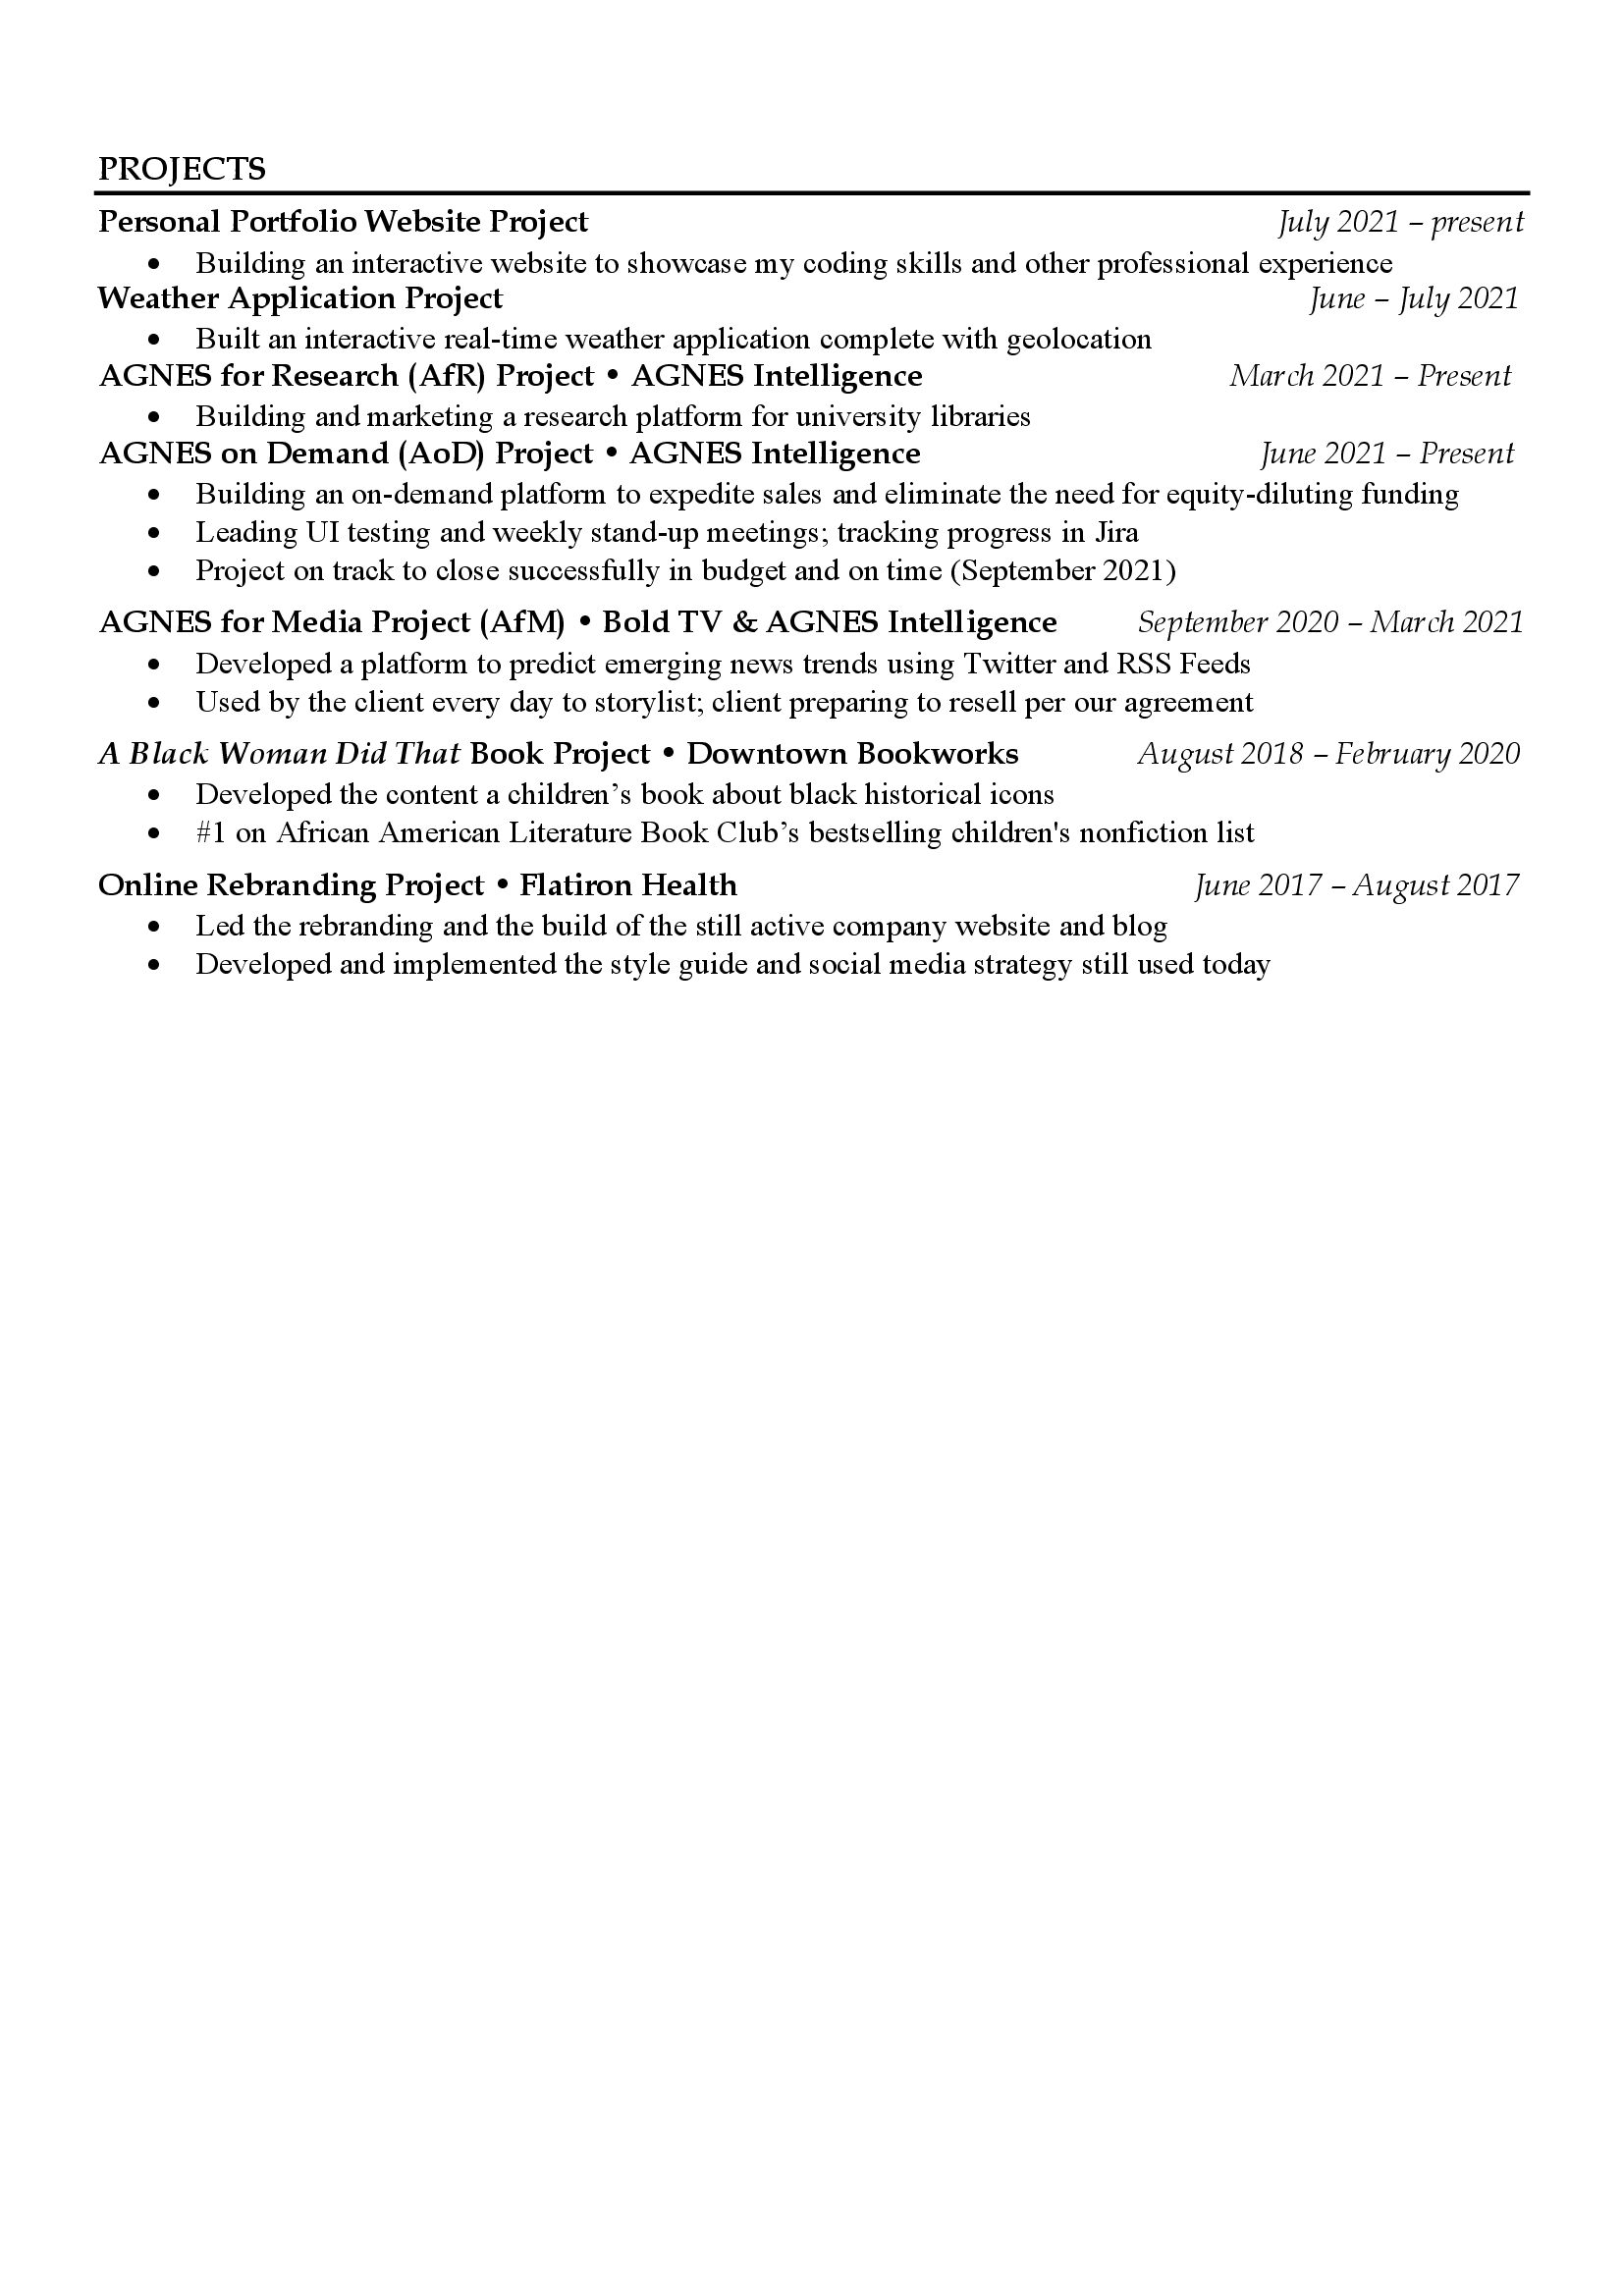 PROJECTS
Personal Portfolio Website Project July 2021 – present
• Building an interactive website to showcase my coding skills and other professional experience
Weather Application Project June – July 2021
• Built an interactive real-time weather application complete with geolocation
AGNES for Research (AfR) Project • AGNES Intelligence March 2021 – Present
• Building and marketing a research platform for university libraries
AGNES on Demand (AoD) Project • AGNES Intelligence June 2021 – Present
• Building an on-demand platform to expedite sales and eliminate the need for equity-diluting funding
• Leading UI testing and weekly stand-up meetings; tracking progress in Jira
• Project on track to close successfully in budget and on time (September 2021)
AGNES for Media Project (AfM) • Bold TV & AGNES Intelligence September 2020 – March 2021
• Developed a platform to predict emerging news trends using Twitter and RSS Feeds
• Used by the client every day to storylist; client preparing to resell per our agreement
A Black Woman Did That Book Project • Downtown Bookworks August 2018 – February 2020
• Developed the content a children’s book about black historical icons
• #1 on African American Literature Book Club’s bestselling children's nonfiction list
Online Rebranding Project • Flatiron Health June 2017 – August 2017
• Led the rebranding and the build of the still active company website and blog
• Developed and implemented the style guide and social media strategy still used today